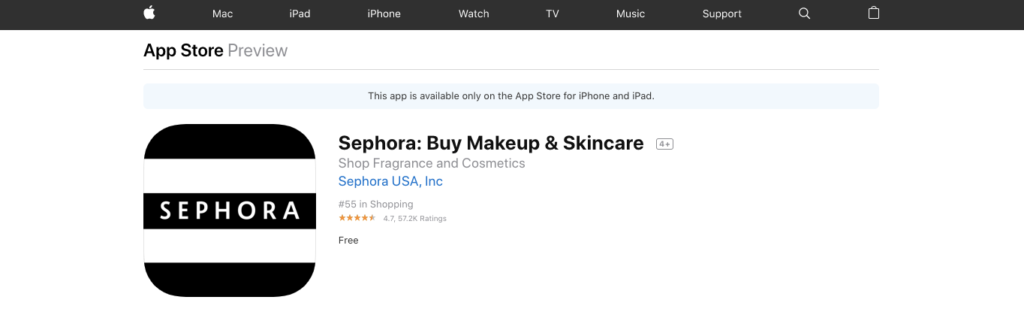 Mac iPad iPhone Watch TV Music Support
App Store Preview
This app is available only on the App Store for iPhone and iPad.
Sephora: Buy Makeup & Skincare 4+
Shop Fragrance and Cosmetics
Sephora USA, Inc
SEPHORA
#55 in Shopping
4.7, 57.2K Ratings
Free